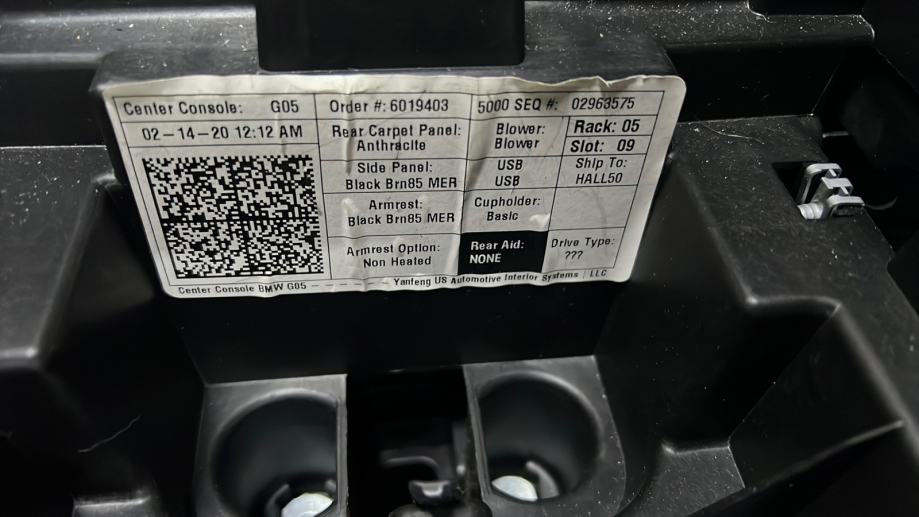 Center Console: G05
Order #: 6019403
5000 SEQ #: 02963575
02-14-20 12:12 AM
Rear Carpet Panel:
Anthracite
Blower:
Blower
Rack: 05
Slot: 09
Side Panel:
Black Brn85 MER
USB
USB
Ship To:
HALL50
Armrest:
Black Brn85 MER
Cupholder:
Basic
Armrest Option:
Non Heated
Rear Aid:
NONE
Drive Type:
???
Center Console BMW G05 - - - - - - - - Yanfeng US Automotive Interior Systems | LLC